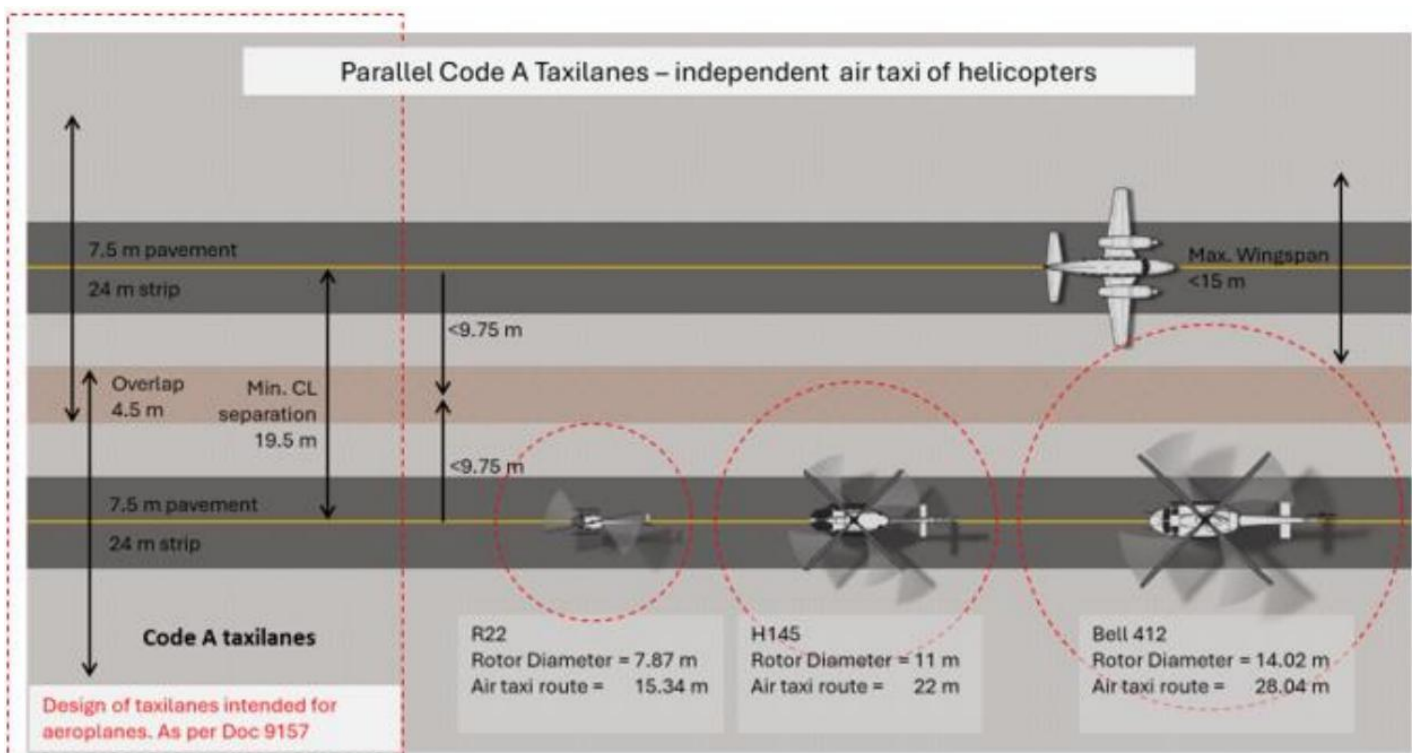 Parallel Code A Taxilanes – independent air taxi of helicopters
7.5 m pavement
24 m strip
Max. Wingspan
<15 m
<9.75 m
Overlap
4.5 m
Min. CL
separation
19.5 m
<9.75 m
7.5 m pavement
24 m strip
Code A taxilanes
Design of taxilanes intended for
aeroplanes. As per Doc 9157
R22
Rotor Diameter = 7.87 m
Air taxi route = 15.34 m
H145
Rotor Diameter = 11 m
Air taxi route = 22 m
Bell 412
Rotor Diameter = 14.02 m
Air taxi route = 28.04 m